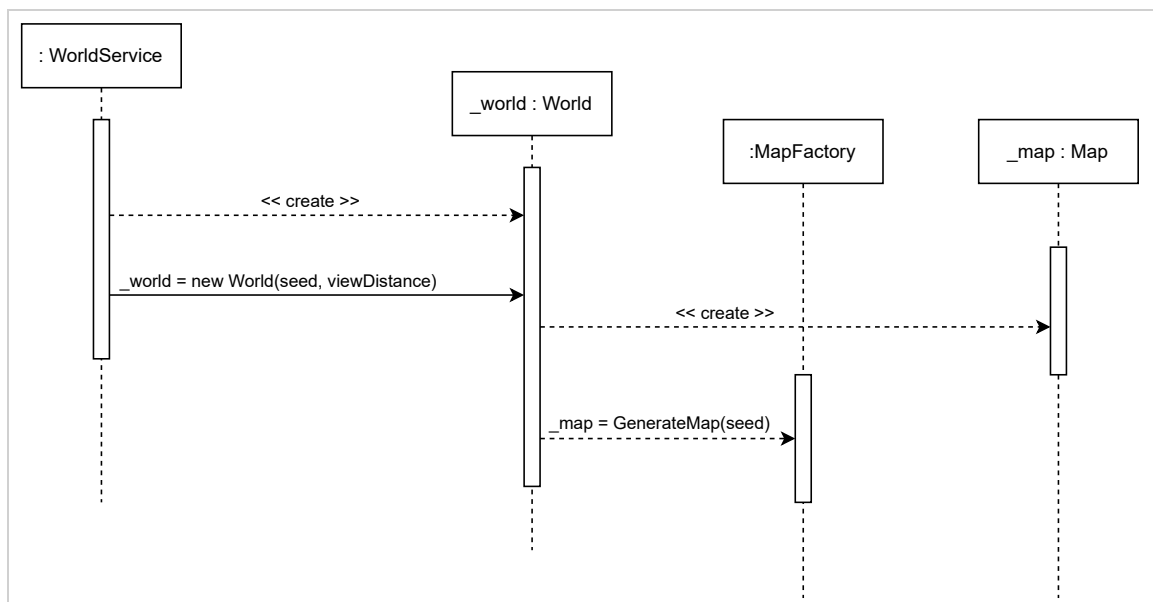 : WorldService
_world : World
:MapFactory
_map : Map
<< create >>
_world = new World(seed, viewDistance)
<< create >>
_map = GenerateMap(seed)